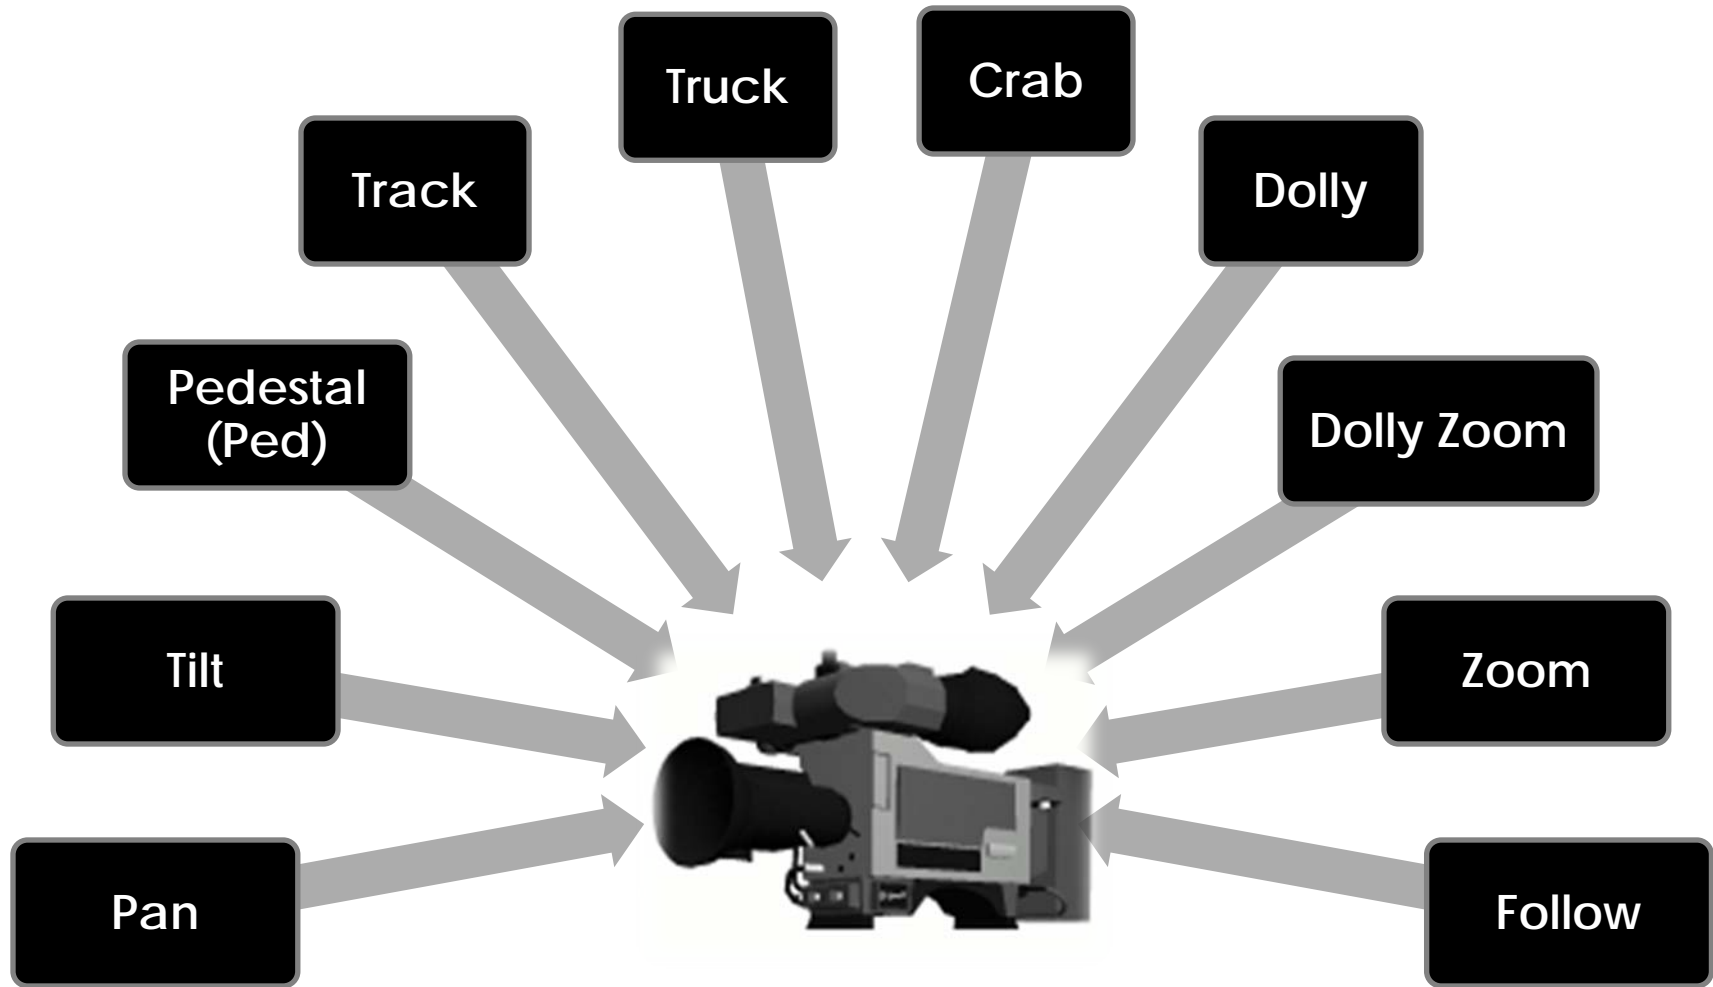 Truck
Crab
Track
Dolly
Pedestal
(Ped)
Dolly Zoom
Tilt
Zoom
Pan
Follow